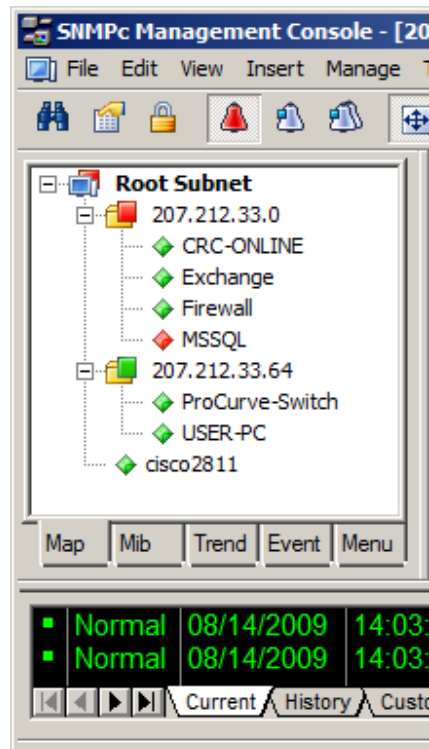 SNMPc Management Console - [20
File Edit View Insert Manage
Root Subnet
207.212.33.0
CRC-ONLINE
Exchange
Firewall
MSSQL
207.212.33.64
ProCurve-Switch
USER-PC
cisco2811
Map Mib Trend Event Menu
Normal 08/14/2009 14:03:
Normal 08/14/2009 14:03:
Current History Custo